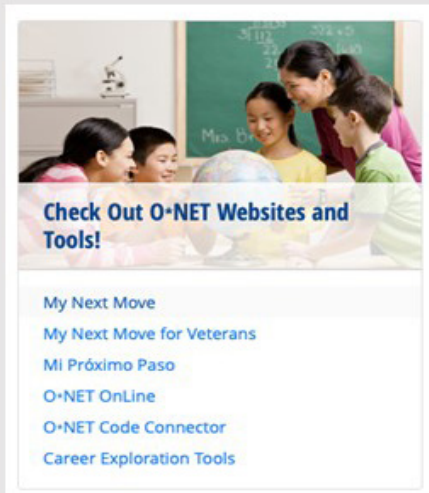 Mrs. B
Check Out O*NET Websites and
Tools!
My Next Move
My Next Move for Veterans
Mi Próximo Paso
O*NET OnLine
O*NET Code Connector
Career Exploration Tools